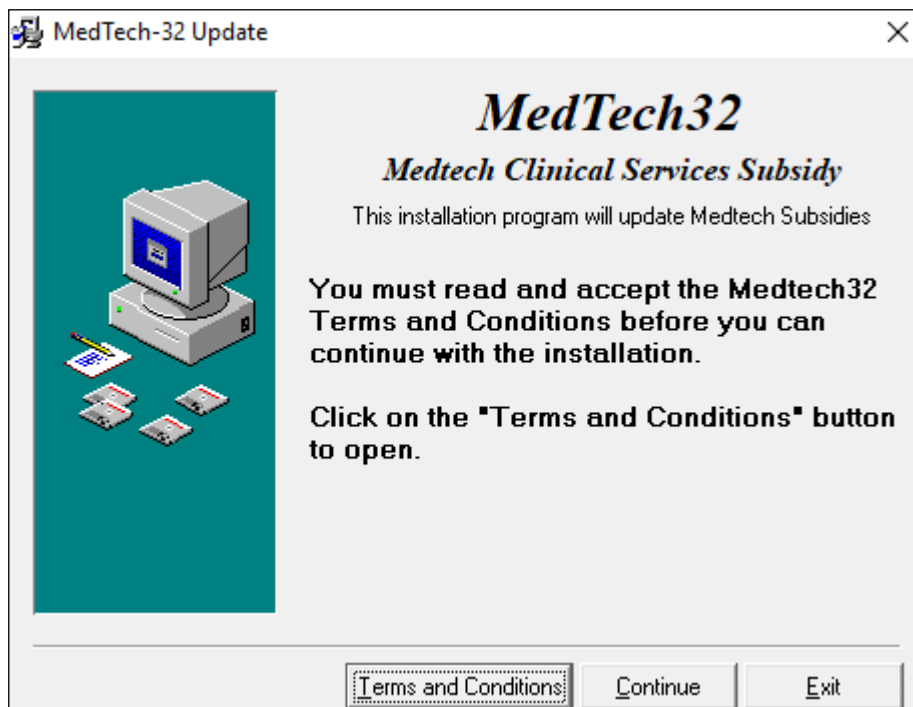 MedTech-32 Update
MedTech32
Medtech Clinical Services Subsidy
This installation program will update Medtech Subsidies
You must read and accept the Medtech32
Terms and Conditions before you can
continue with the installation.
Click on the "Terms and Conditions" button
to open.
Terms and Conditions
Continue
Exit